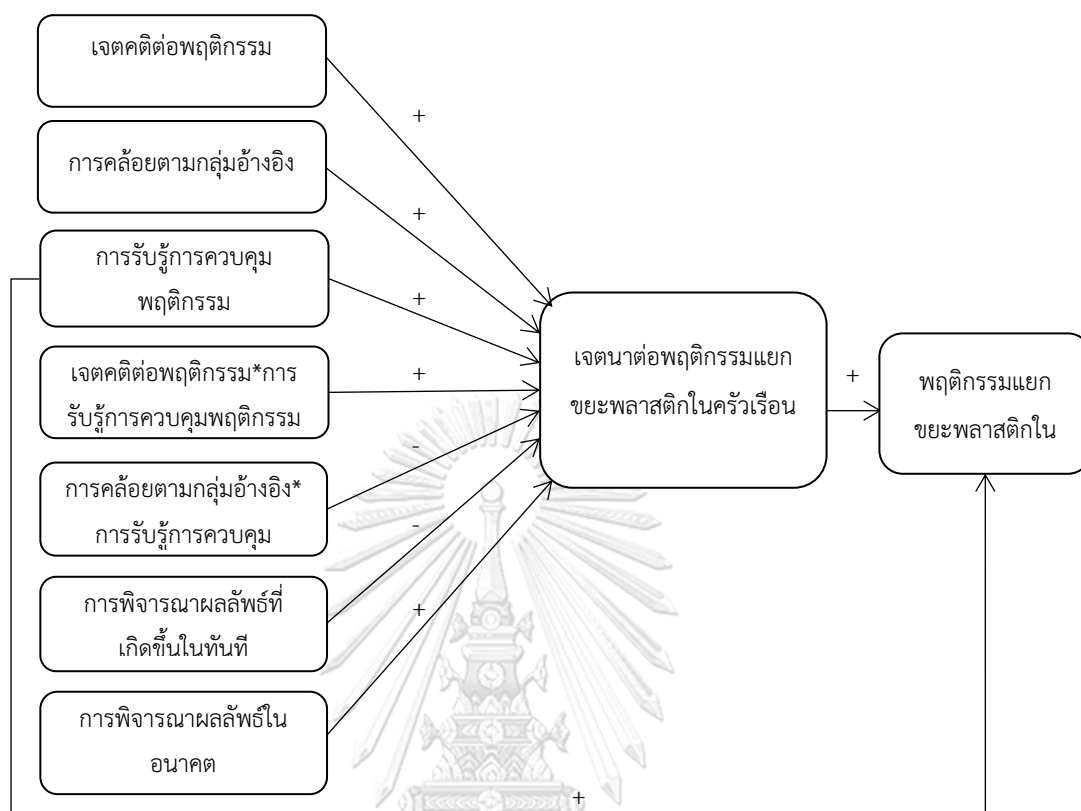 เจตคติต่อพฤติกรรม
+
การคล้อยตามกลุ่มอ้างอิง
+
การรับรู้การควบคุม
พฤติกรรม
+
เจตคติต่อพฤติกรรม*การ
รับรู้การควบคุมพฤติกรรม
+
การคล้อยตามกลุ่มอ้างอิง*
การรับรู้การควบคุม
-
การพิจารณาผลลัพธ์ที่
เกิดขึ้นในทันที
-
การพิจารณาผลลัพธ์ใน
อนาคต
+
เจตนาต่อพฤติกรรมแยก
ขยะพลาสติกในครัวเรือน
+
พฤติกรรมแยก
ขยะพลาสติกใน
+